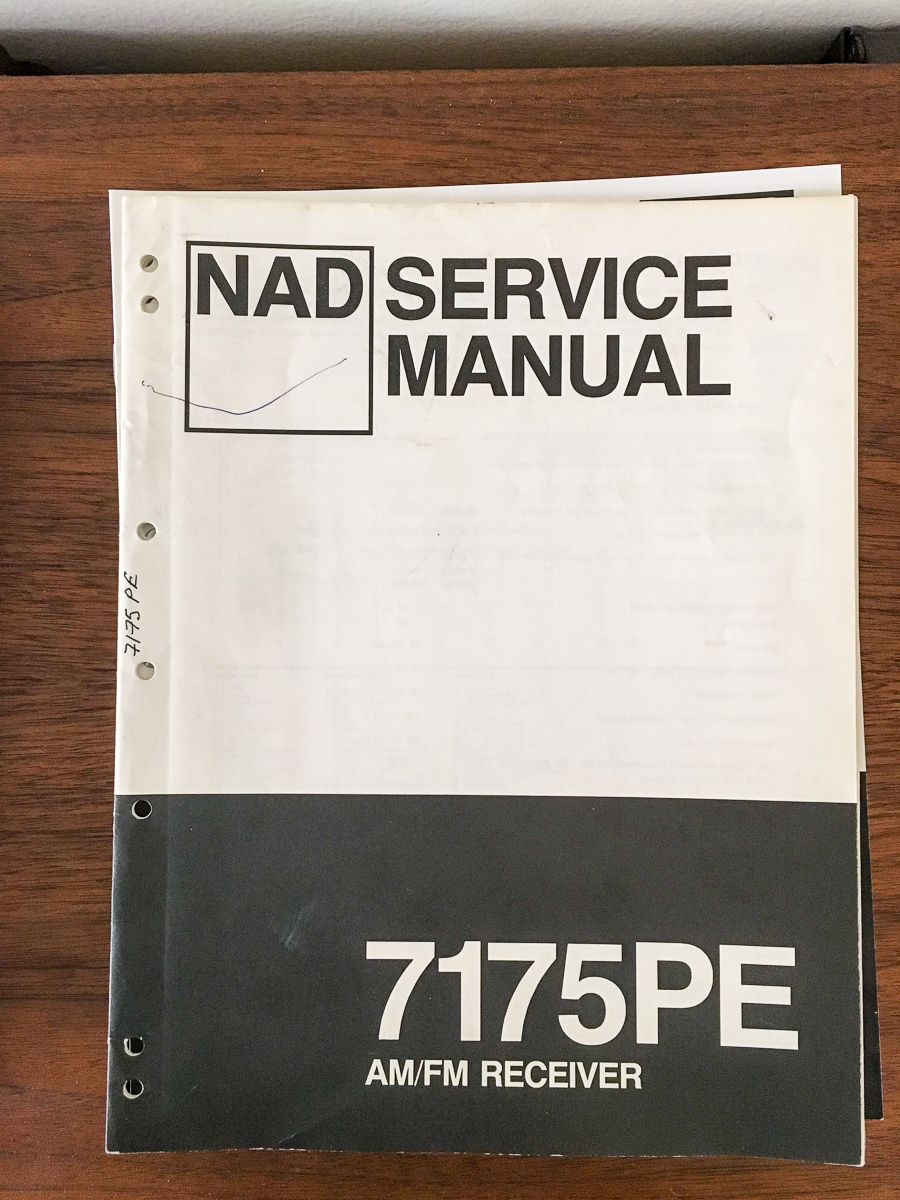 NAD SERVICE
MANUAL
7175 PE
7175PE
AM/FM RECEIVER